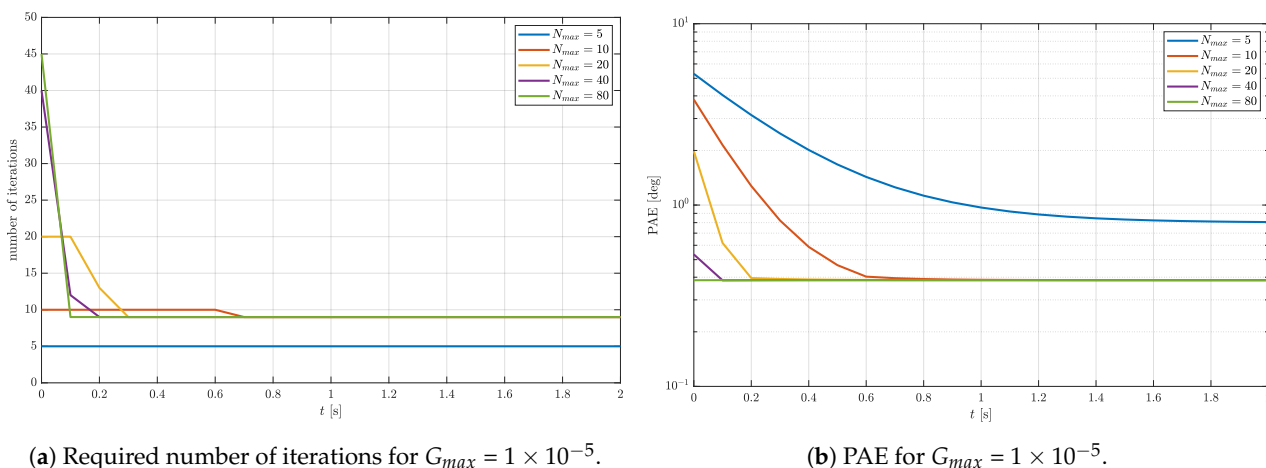 50
45
40
35
30
25
20
15
10
5
0
number of iterations
0 0.2 0.4 0.6 0.8 1 1.2 1.4 1.6 1.8 2
t [s]
N_max = 5
N_max = 10
N_max = 20
N_max = 40
N_max = 80
10^1
10^0
10^-1
PAE [deg]
0 0.2 0.4 0.6 0.8 1 1.2 1.4 1.6 1.8 2
t [s]
N_max = 5
N_max = 10
N_max = 20
N_max = 40
N_max = 80
(a) Required number of iterations for G_max = 1 × 10^-5.
(b) PAE for G_max = 1 × 10^-5.